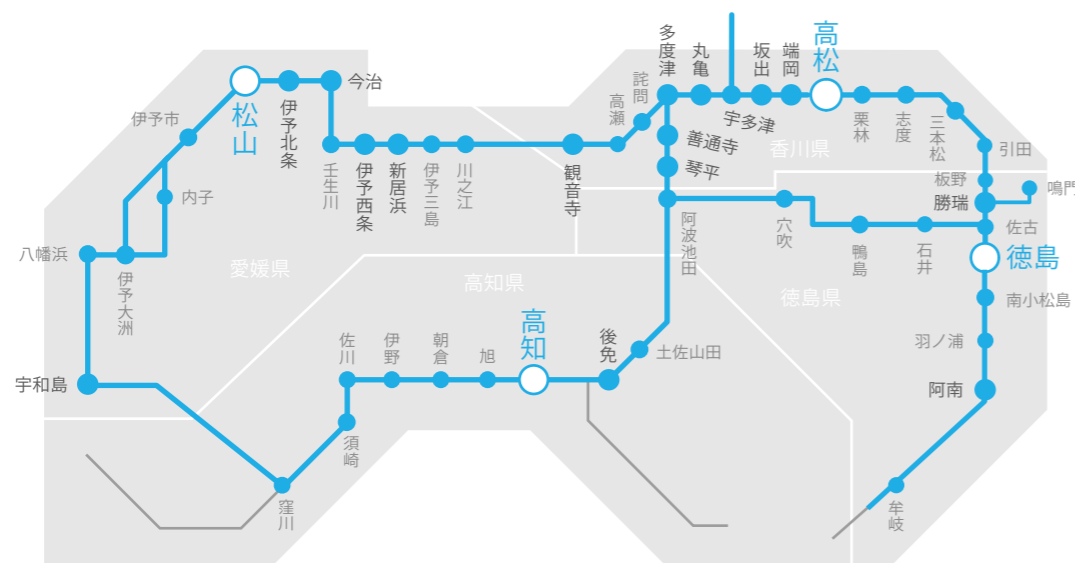 多度津
丸亀
坂出
端岡
高松
宇多津
詫間
高瀬
善通寺
琴平
栗林
志度
三本松
引田
香川県
板野
鳴門
勝瑞
佐古
徳島
南小松島
羽ノ浦
阿南
牟岐
徳島県
石井
鴨島
穴吹
阿波池田
松山
伊予北条
今治
伊予市
内子
壬生川
伊予西条
新居浜
伊予三島
川之江
観音寺
八幡浜
伊予大洲
愛媛県
宇和島
高知県
高知
後免
土佐山田
旭
朝倉
伊野
佐川
須崎
窪川